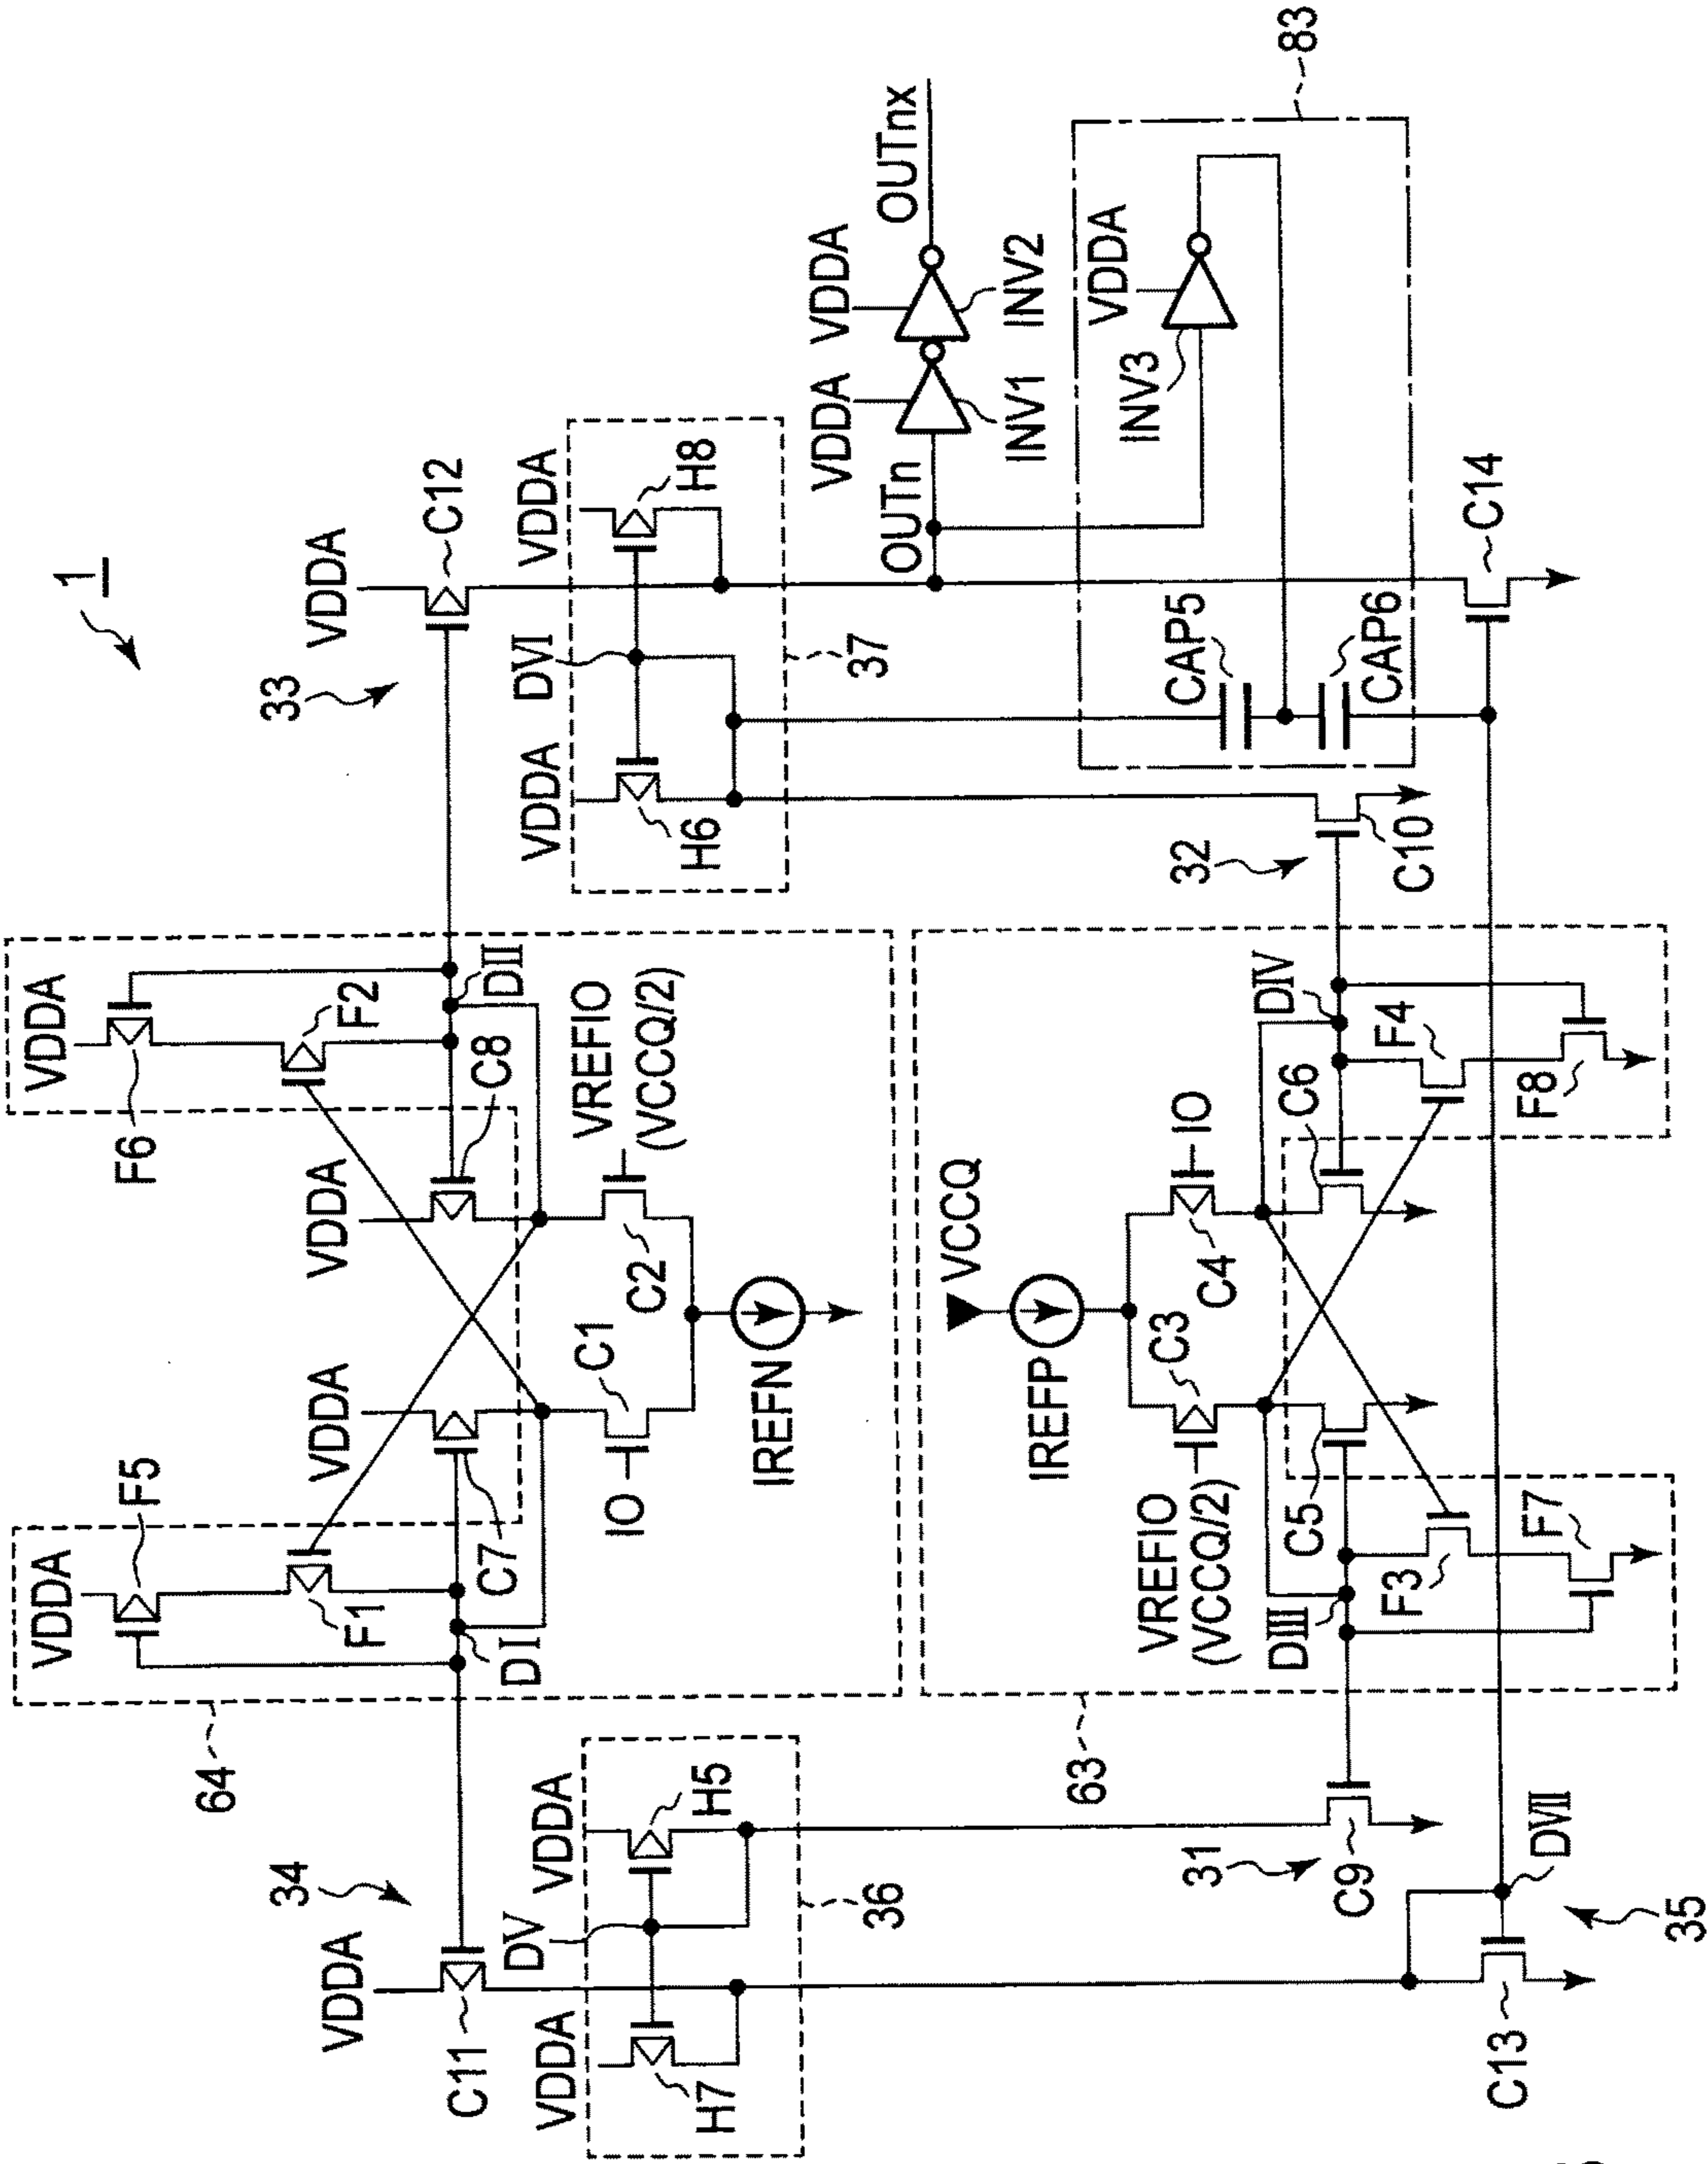 1
34
VDDA
C11
VDDA
DV
VDDA
H7
H5
36
31
C9
C13
35
DVII
64
VDDA
F5
F1
DI
C7
VDDA
VDDA
C8
DII
VDDA
F6
F2
IO
C1
C2
VREFIO
(VCCQ/2)
IREFN
63
VCCQ
IREFP
VREFIO
(VCCQ/2)
C3
C4
IO
DIII
C5
C6
DIV
F3
F7
F4
F8
33
VDDA
C12
VDDA
DVI
VDDA
H6
H8
37
32
C10
OUTn
VDDA
VDDA
INV1
INV2
OUTnx
83
INV3
VDDA
CAP5
CAP6
C14